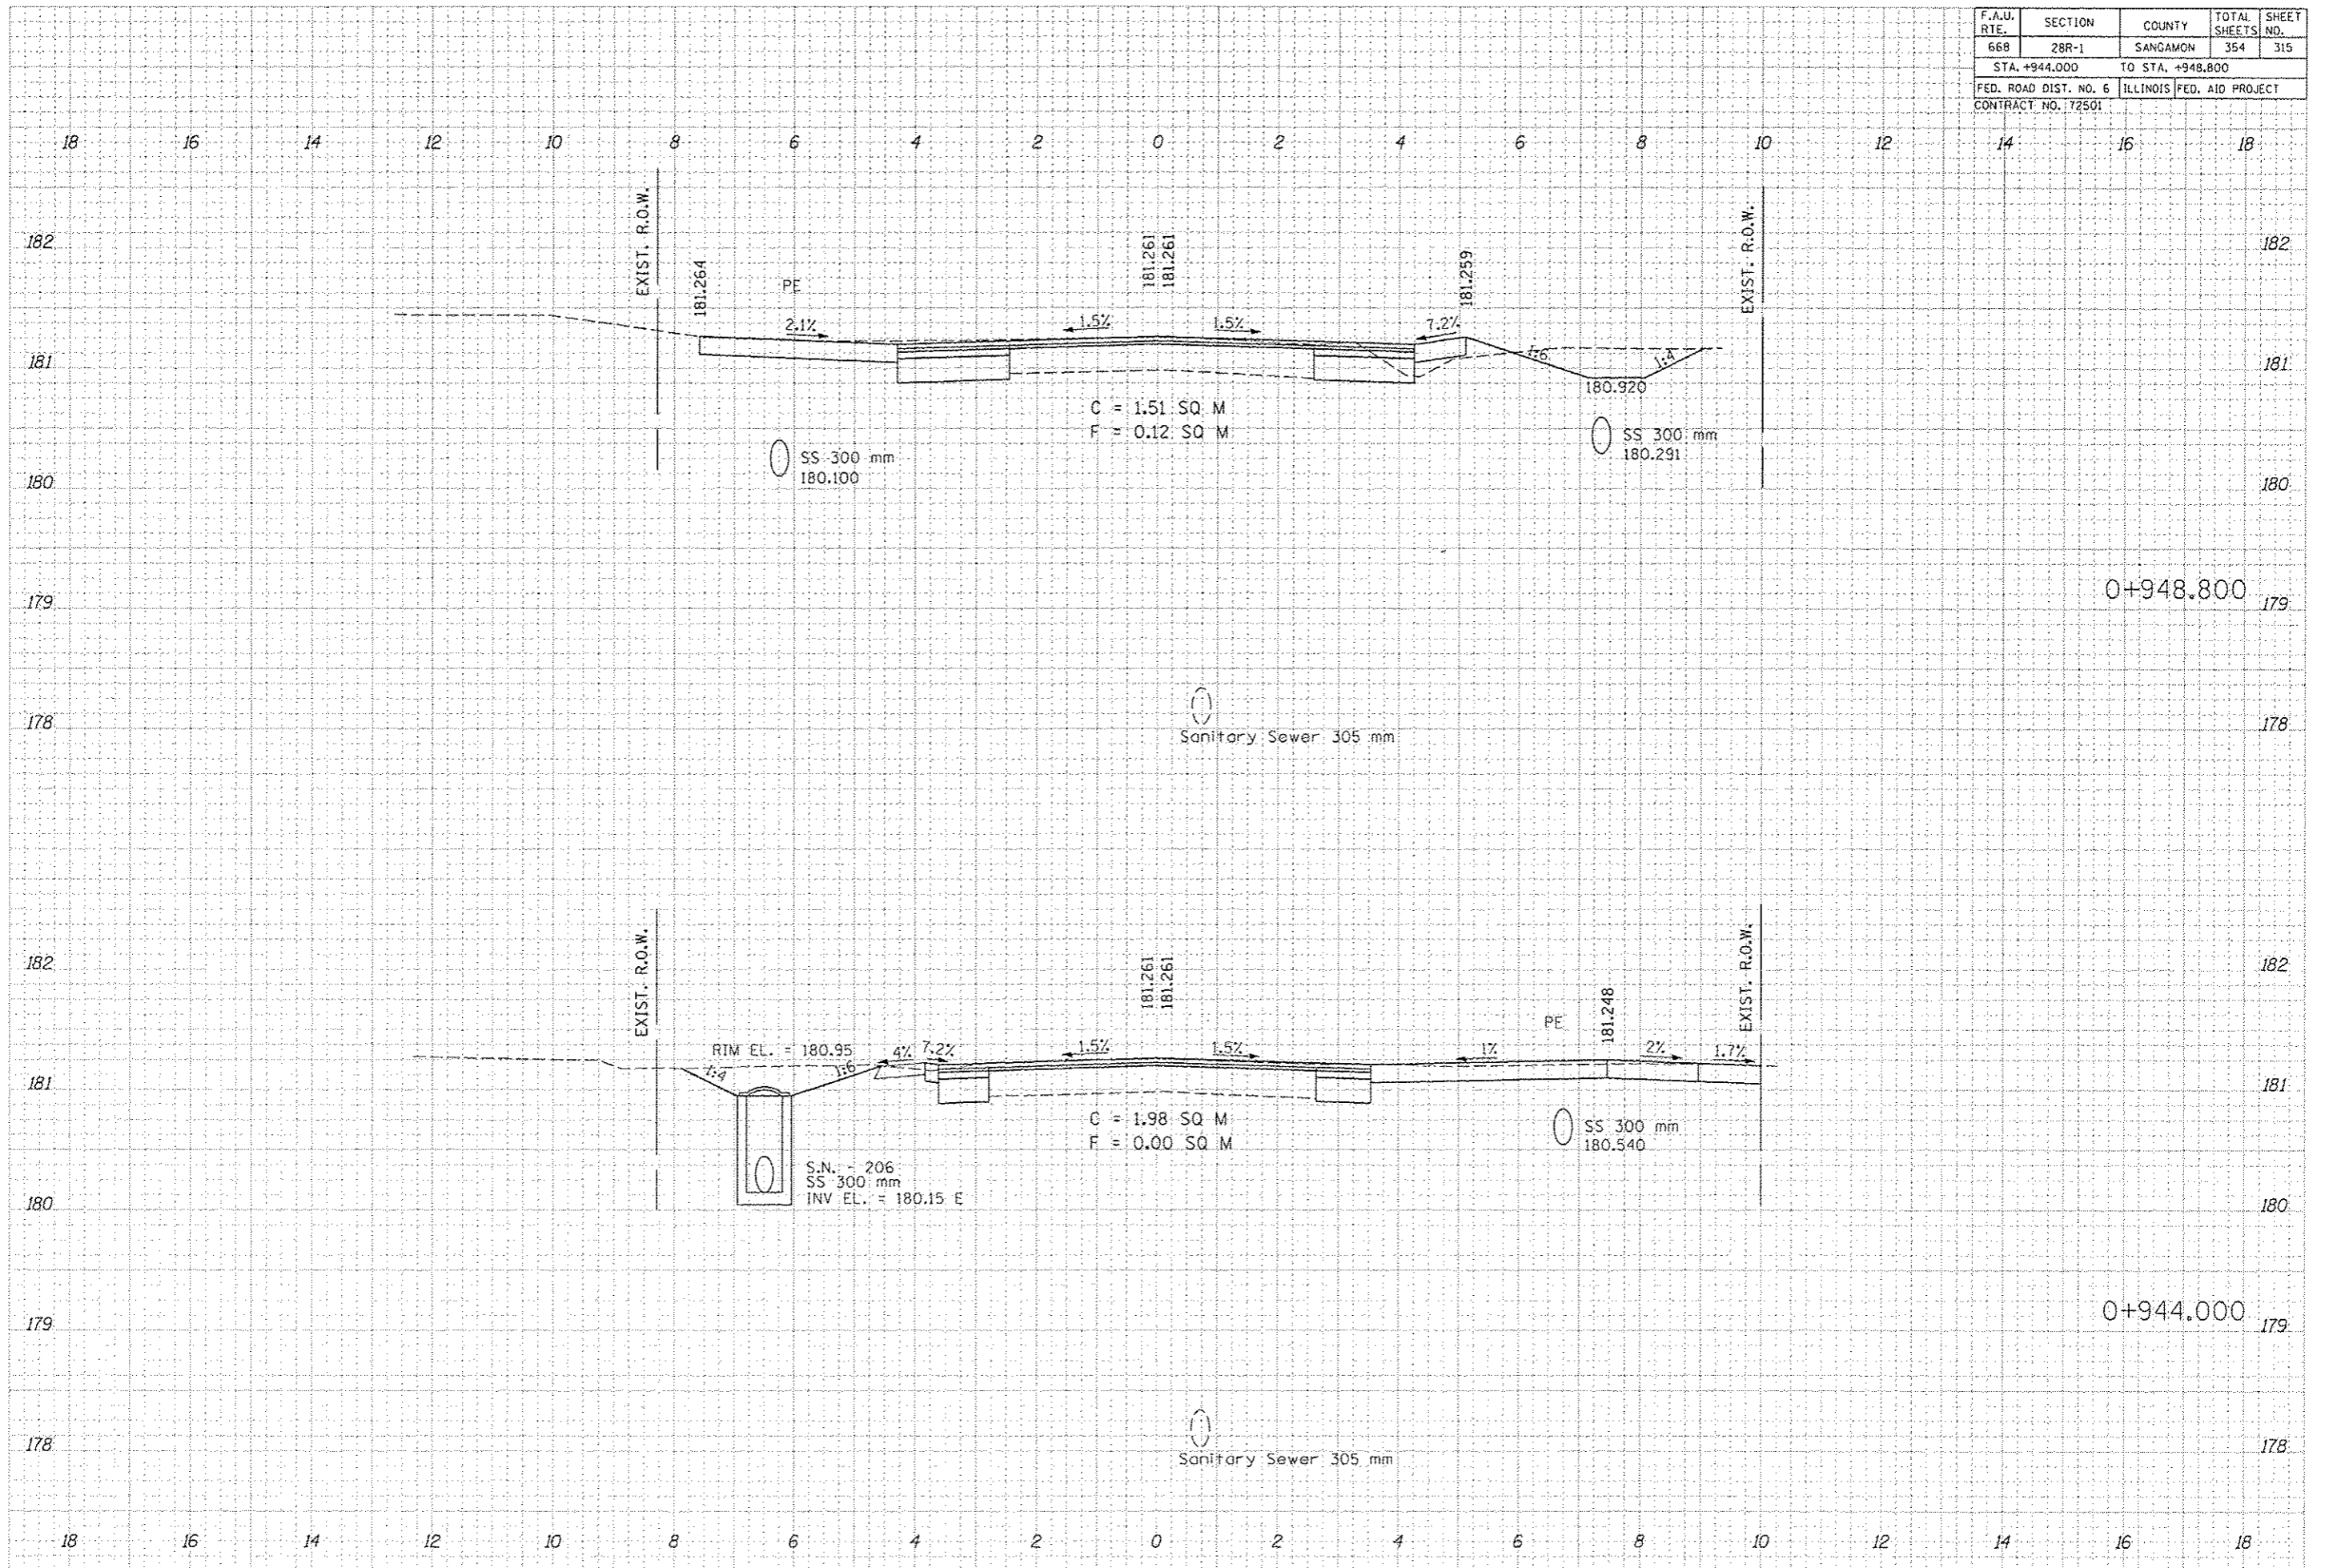 F.A.U. RTE. SECTION COUNTY TOTAL SHEETS SHEET NO.
668 28R-1 SANGAMON 354 315
STA. +944.000 TO STA. +948.800
FED. ROAD DIST. NO. 6 ILLINOIS FED. AID PROJECT
CONTRACT NO. 72501
18 16 14 12 10 8 6 4 2 0 2 4 6 8 10 12 14 16 18
EXIST. R.O.W.
EXIST. R.O.W.
182 182
181.264
PE
181.261
181.261
181.259
2.1% 1.5% 1.5% 7.2%
1:6 1:4
181 181
180.920
C = 1.51 SQ M
F = 0.12 SQ M
SS 300 mm
180.100
SS 300 mm
180.291
180 180
0+948.800
179 179
178 178
Sanitary Sewer 305 mm
EXIST. R.O.W.
EXIST. R.O.W.
182 182
181.261
181.261
PE
181.248
RIM EL. = 180.95
4% 7.2% 1.5% 1.5% 1% 2% 1.7%
1:4 1:6
181 181
C = 1.98 SQ M
F = 0.00 SQ M
SS 300 mm
180.540
S.N. - 206
SS 300 mm
INV EL. = 180.15 E
180 180
0+944.000
179 179
178 178
Sanitary Sewer 305 mm
18 16 14 12 10 8 6 4 2 0 2 4 6 8 10 12 14 16 18